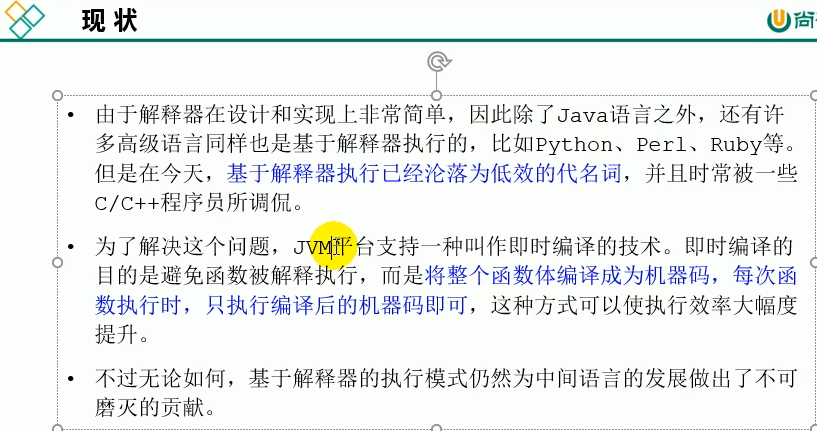 现状
尚
• 由于解释器在设计和实现上非常简单，因此除了Java语言之外，还有许
多高级语言同样也是基于解释器执行的，比如Python、Perl、Ruby等。
但是在今天，基于解释器执行已经沦落为低效的代名词，并且时常被一些
C/C++程序员所调侃。
• 为了解决这个问题，JVM平台支持一种叫作即时编译的技术。即时编译的
目的是避免函数被解释执行，而是将整个函数体编译成为机器码，每次函
数执行时，只执行编译后的机器码即可，这种方式可以使执行效率大幅度
提升。
• 不过无论如何，基于解释器的执行模式仍然为中间语言的发展做出了不可
磨灭的贡献。